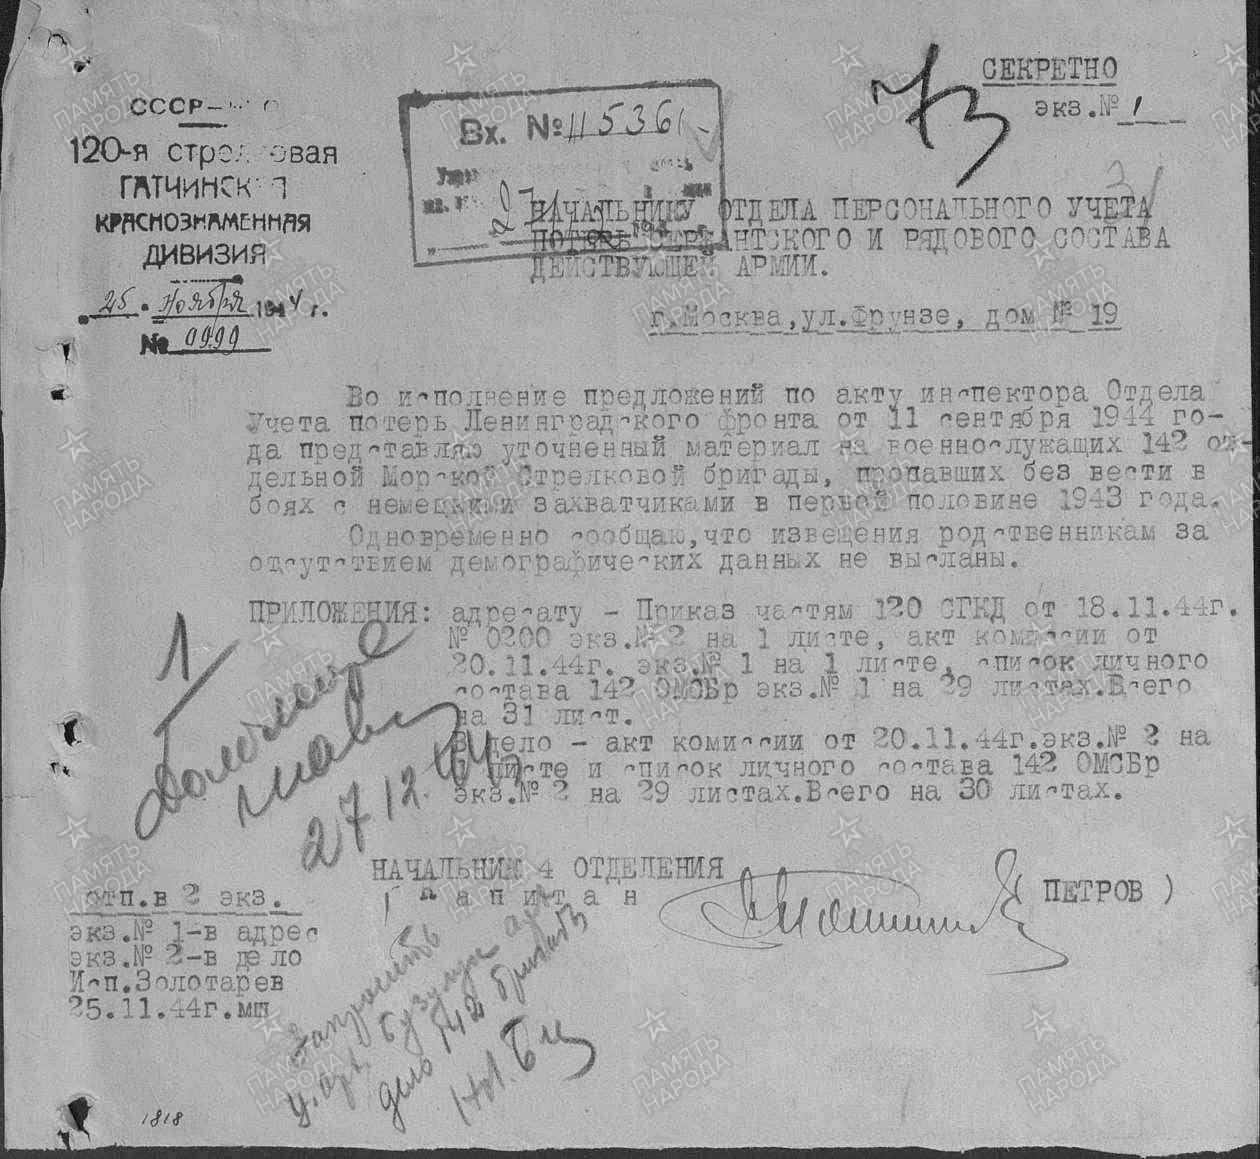 СЕКРЕТНО
экз.№ 1
СССР
120-я стрелковая
ГАТЧИНСКАЯ
КРАСНОЗНАМЕННАЯ
ДИВИЗИЯ
25 Ноября 1944 г.
№ 0999
Вх. № 115361
НАЧАЛЬНИКУ ОТДЕЛА ПЕРСОНАЛЬНОГО УЧЕТА
ПОТЕРЬ СЕРЖАНТСКОГО И РЯДОВОГО СОСТАВА
ДЕЙСТВУЮЩЕЙ АРМИИ.
г.Москва,ул.Фрунзе, дом № 19
Во исполнение предложений по акту инспектора Отдела
Учета потерь Ленинградского фронта от 11 сентября 1944 го-
да представляю уточненный материал на военнослужащих 142 от-
дельной Морской Стрелковой бригады, пропавших без вести в
боях с немецкими захватчиками в первой половине 1943 года.
Одновременно сообщаю,что извещения родственникам за
отсутствием демографических данных не высланы.
ПРИЛОЖЕНИЯ: адресату - Приказ частям 120 СГКД от 18.11.44г.
№ 0200 экз.№ 2 на 1 листе, акт комиссии от
20.11.44г. экз.№ 1 на 1 листе, список личного
состава 142 ОМСБр экз.№ 1 на 29 листах.Всего
на 31 лист.
В дело - акт комиссии от 20.11.44г.экз.№ 2 на
листе и список личного состава 142 ОМСБр
экз.№ 2 на 29 листах.Всего на 30 листах.
1
27 12.44
НАЧАЛЬНИК 4 ОТДЕЛЕНИЯ
капитан
( ПЕТРОВ )
отп.в 2 экз.
экз.№ 1-в адрес
экз.№ 2-в дело
Исп.Золотарев
25.11.44г.мш
Запросить
дело 142 бригады
1818
ПАМЯТЬ НАРОДА